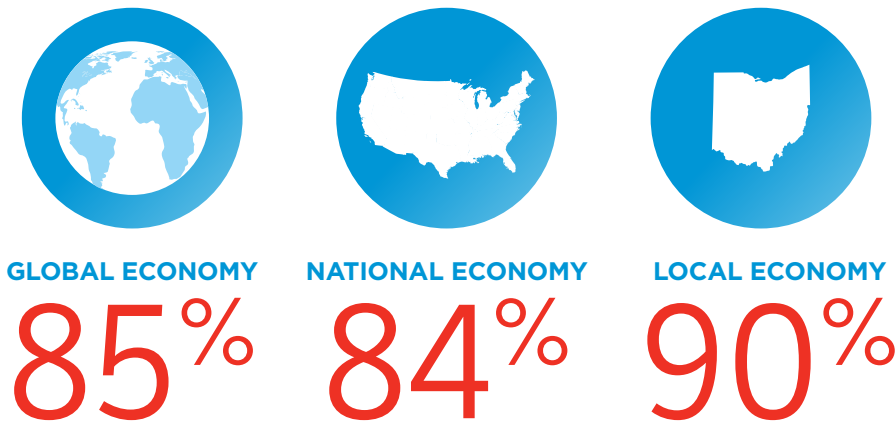 GLOBAL ECONOMY
85%
NATIONAL ECONOMY
84%
LOCAL ECONOMY
90%